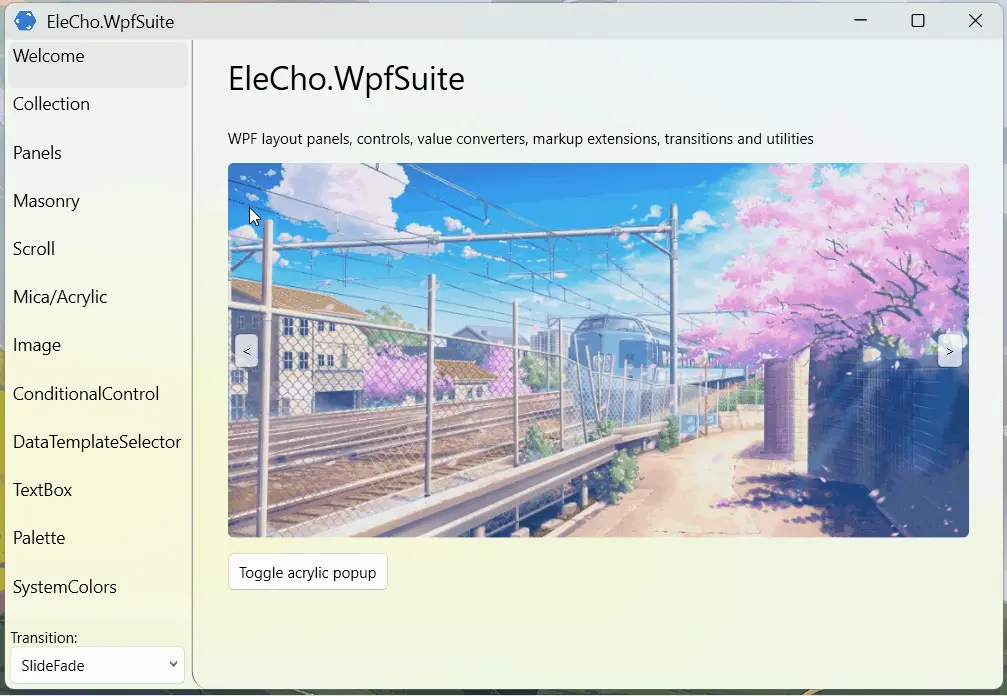 EleCho.WpfSuite
Welcome
Collection
Panels
Masonry
Scroll
Mica/Acrylic
Image
ConditionalControl
DataTemplateSelector
TextBox
Palette
SystemColors
Transition:
SlideFade
EleCho.WpfSuite
WPF layout panels, controls, value converters, markup extensions, transitions and utilities
<
>
Toggle acrylic popup